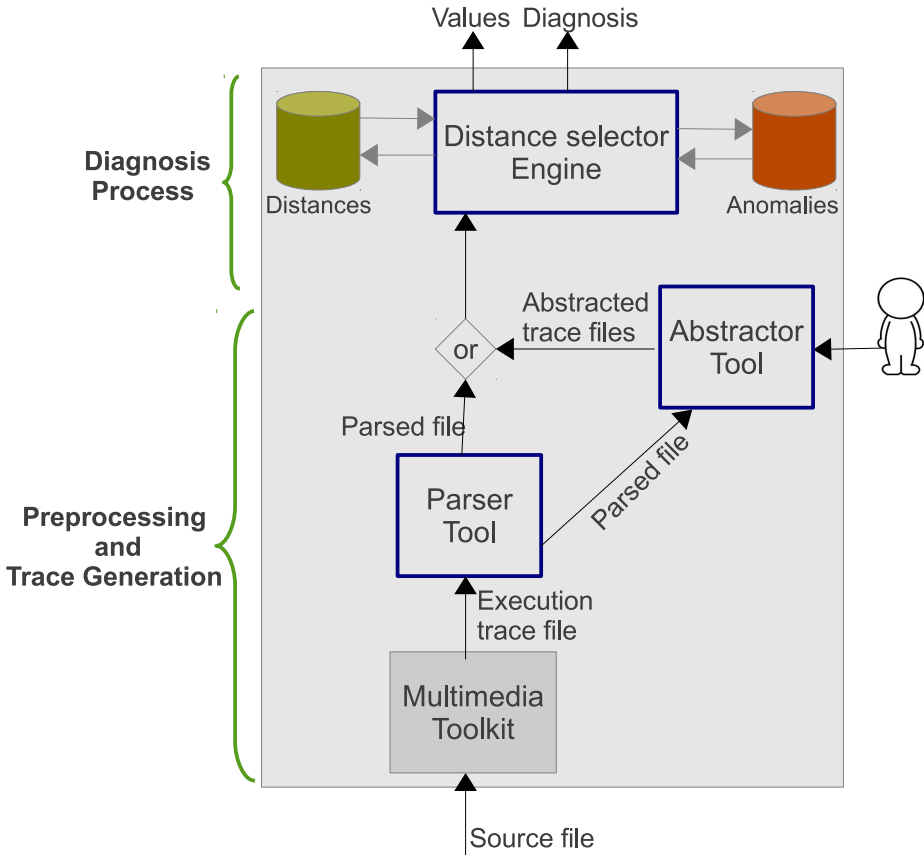 Values Diagnosis
Distance selector
Engine
Diagnosis
Process
Distances
Anomalies
Abstracted
trace files
Abstractor
Tool
or
Parsed file
Parsed file
Parser
Tool
Preprocessing
and
Trace Generation
Execution
trace file
Multimedia
Toolkit
Source file